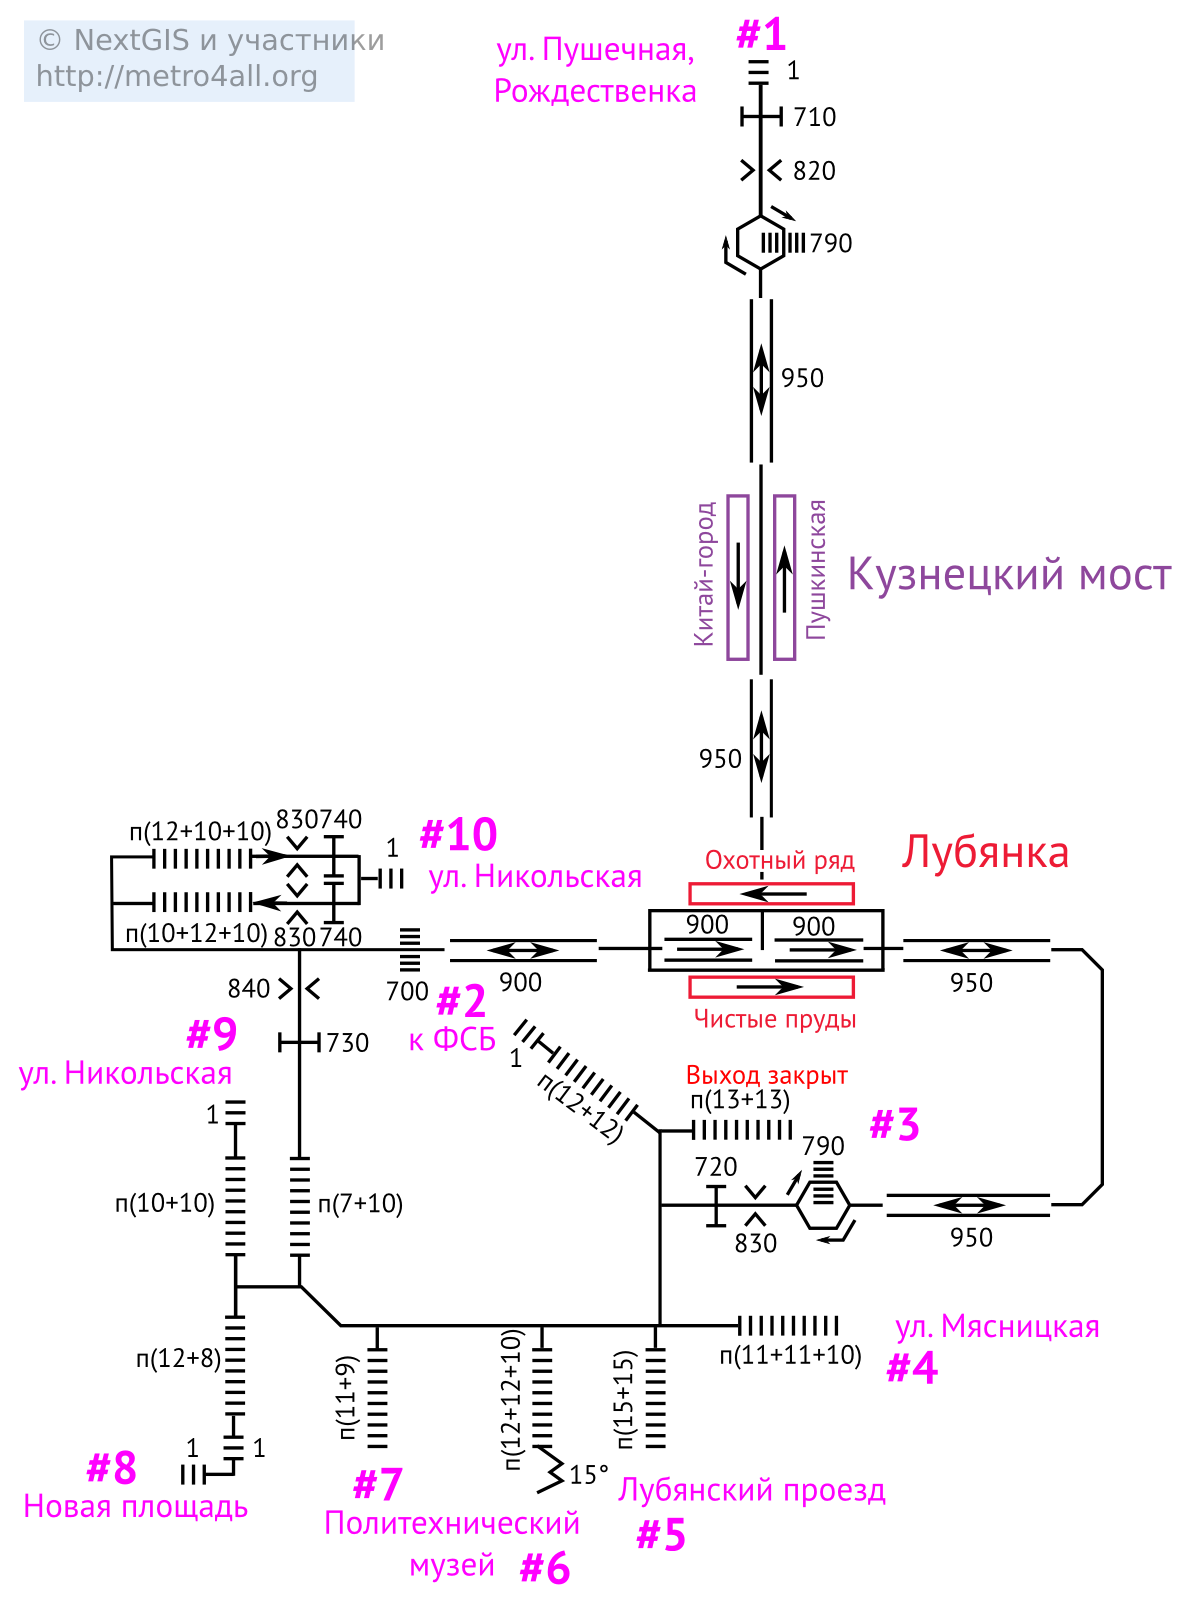 © NextGIS и участники
http://metro4all.org
#1
ул. Пушечная,
Рождественка
1
710
820
790
950
Китай-город
Пушкинская
Кузнецкий мост
950
п(12+10+10)
830
740
#10
1
ул. Никольская
п(10+12+10)
830
740
Охотный ряд
Лубянка
900
900
900
950
Чистые пруды
840
700
#2
к ФСБ
#9
730
ул. Никольская
1
1
п(12+12)
Выход закрыт
п(13+13)
#3
790
720
830
950
п(10+10)
п(7+10)
п(12+8)
п(11+9)
п(12+12+10)
п(15+15)
п(11+11+10)
ул. Мясницкая
#4
1
1
#8
Новая площадь
15°
#7
Политехнический
музей
#6
Лубянский проезд
#5